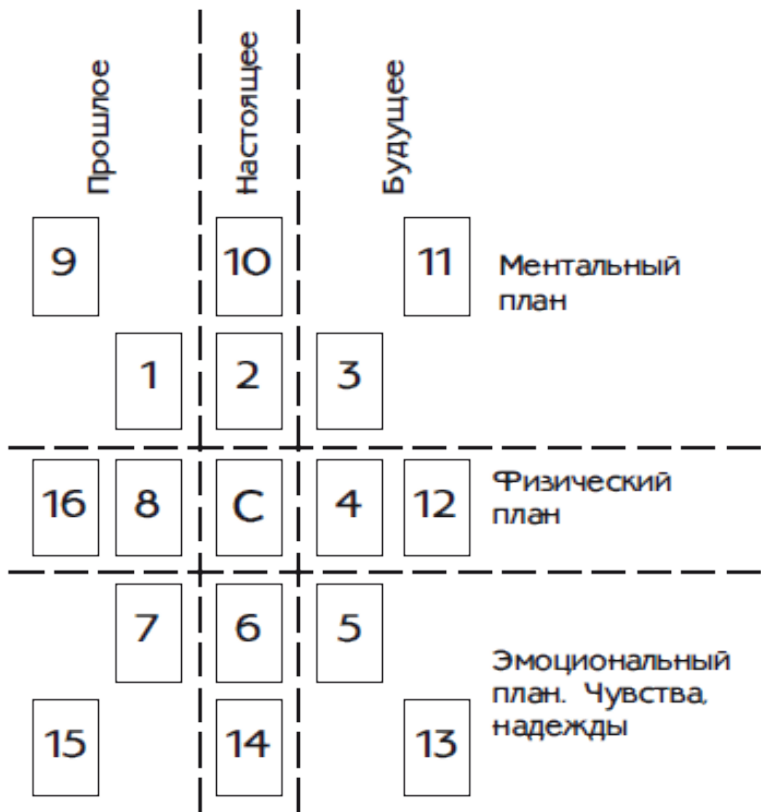 Прошлое
Настоящее
Будущее
9 10 11
Ментальный
план
1 2 3
16 8 С 4 12
Физический
план
7 6 5
Эмоциональный
план. Чувства,
надежды
15 14 13